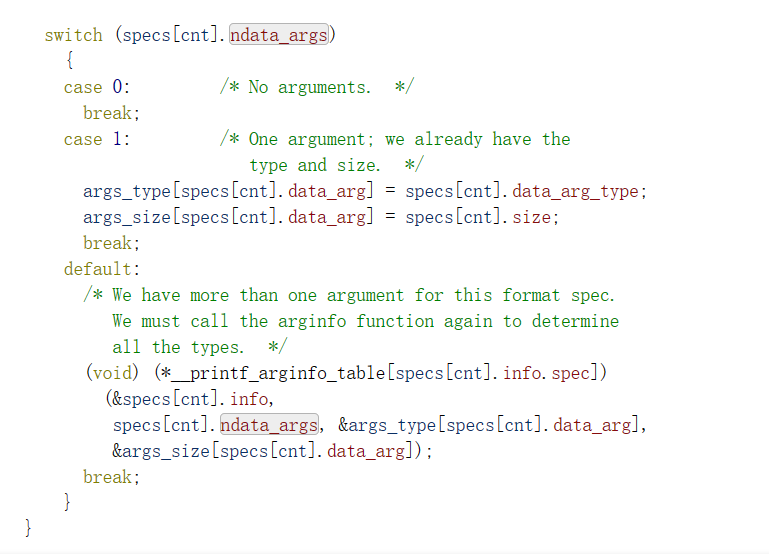 switch (specs[cnt].ndata_args)
{
case 0: /* No arguments. */
break;
case 1: /* One argument; we already have the
type and size. */
args_type[specs[cnt].data_arg] = specs[cnt].data_arg_type;
args_size[specs[cnt].data_arg] = specs[cnt].size;
break;
default:
/* We have more than one argument for this format spec.
We must call the arginfo function again to determine
all the types. */
(void) (*__printf_arginfo_table[specs[cnt].info.spec])
(&specs[cnt].info,
specs[cnt].ndata_args, &args_type[specs[cnt].data_arg],
&args_size[specs[cnt].data_arg]);
break;
}
}